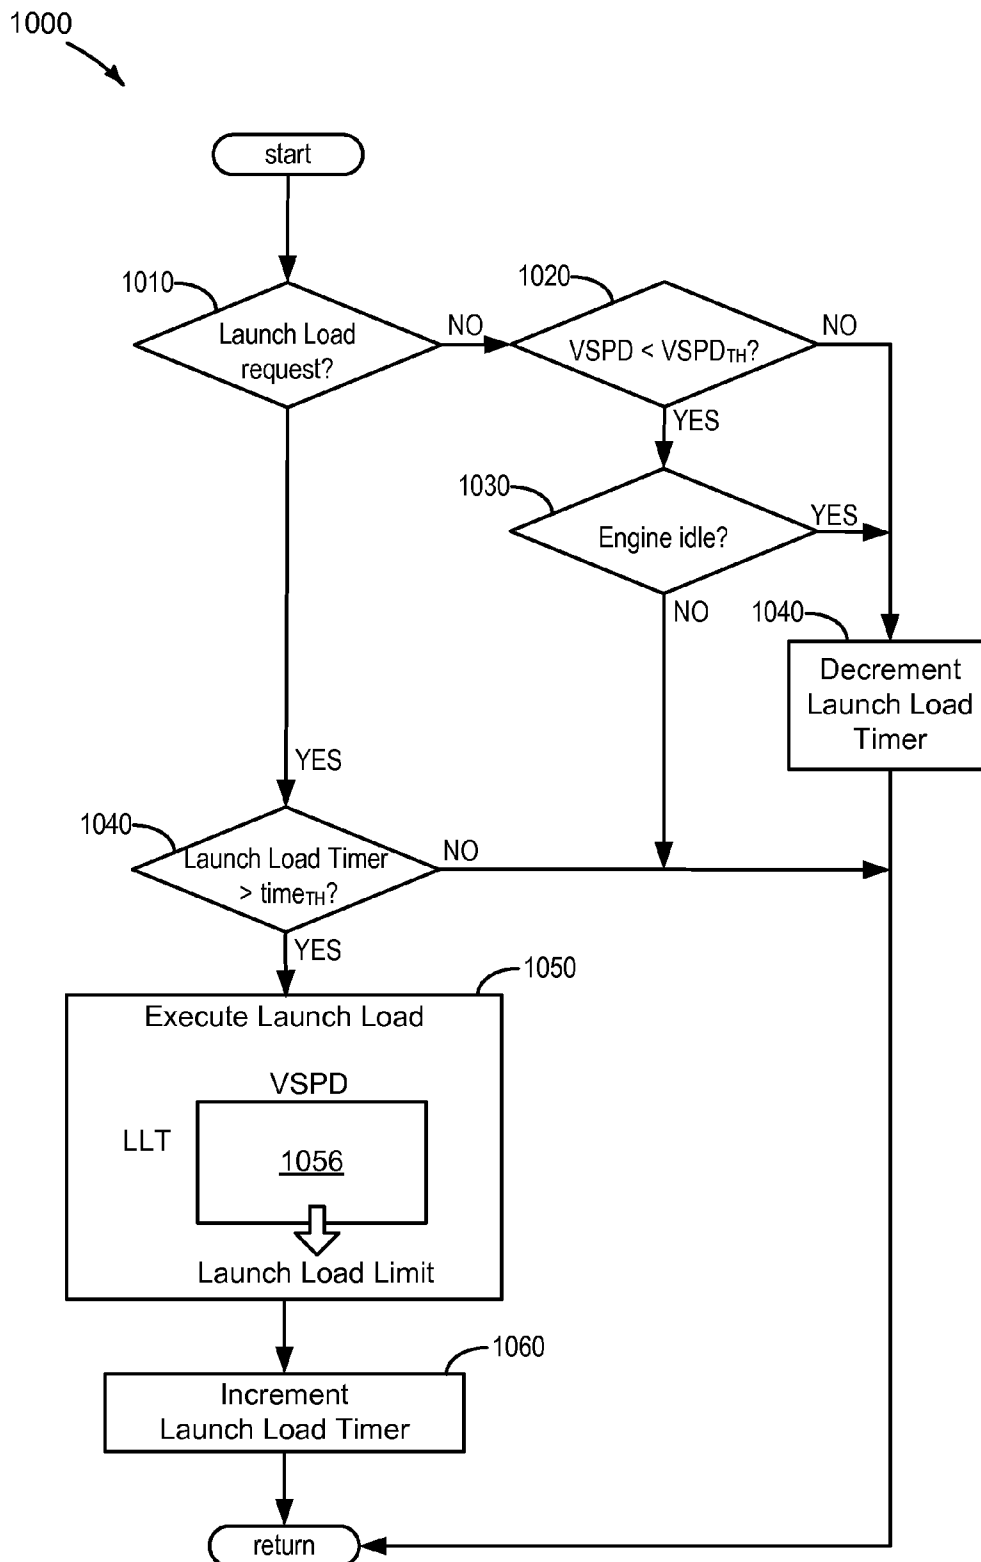 1000
start
1010
Launch Load
request?
NO
1020
VSPD < VSPDTH?
NO
YES
1030
Engine idle?
YES
NO
1040
Decrement
Launch Load
Timer
YES
1040
Launch Load Timer
> timeTH?
NO
YES
1050
Execute Launch Load
VSPD
LLT
1056
Launch Load Limit
1060
Increment
Launch Load Timer
return